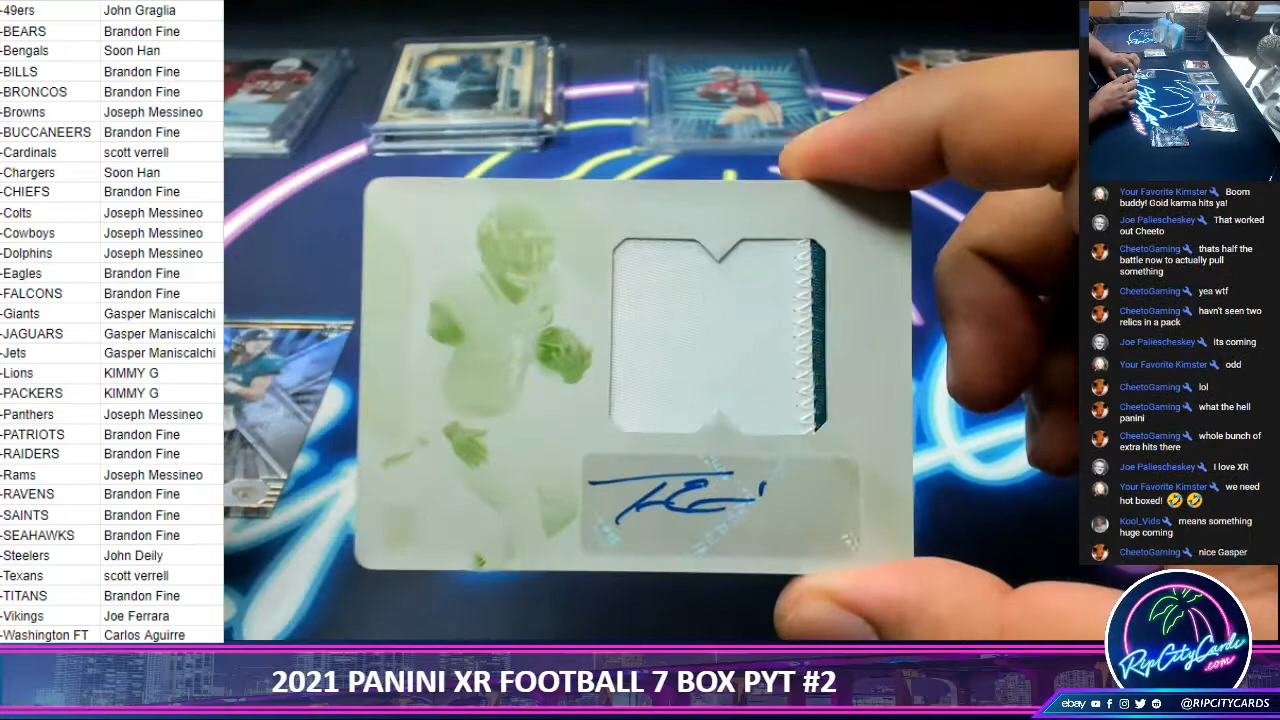 -49ers John Graglia
-BEARS Brandon Fine
-Bengals Soon Han
-BILLS Brandon Fine
-BRONCOS Brandon Fine
-Browns Joseph Messineo
-BUCCANEERS Brandon Fine
-Cardinals scott verrell
-Chargers Soon Han
-CHIEFS Brandon Fine
-Colts Joseph Messineo
-Cowboys Joseph Messineo
-Dolphins Joseph Messineo
-Eagles Brandon Fine
-FALCONS Brandon Fine
-Giants Gasper Maniscalchi
-JAGUARS Gasper Maniscalchi
-Jets Gasper Maniscalchi
-Lions KIMMY G
-PACKERS KIMMY G
-Panthers Joseph Messineo
-PATRIOTS Brandon Fine
-RAIDERS Brandon Fine
-Rams Joseph Messineo
-RAVENS Brandon Fine
-SAINTS Brandon Fine
-SEAHAWKS Brandon Fine
-Steelers John Deily
-Texans scott verrell
-TITANS Brandon Fine
-Vikings Joe Ferrara
-Washington FT Carlos Aguirre
Your Favorite Kimster Boom
buddy! Goid karma hits ya!
Joe Paliescheskey That worked
out Cheeto
CheetoGaming thats half the
battle now to actually pull
something
CheetoGaming yea wtf
CheetoGaming havn't seen two
relics in a pack
Joe Paliescheskey its coming
Your Favorite Kimster odd
CheetoGaming lol
CheetoGaming what the hell
panini
CheetoGaming whole bunch of
extra hits there
Joe Paliescheskey I love XR
Your Favorite Kimster we need
hot boxed! 🤣 🤣
Kool_Vids means something
huge coming
CheetoGaming nice Gasper
RipCityCards
.com
2021 PANINI XR FOOTBALL 7 BOX PYT #2
ebay @RIPCITYCARDS